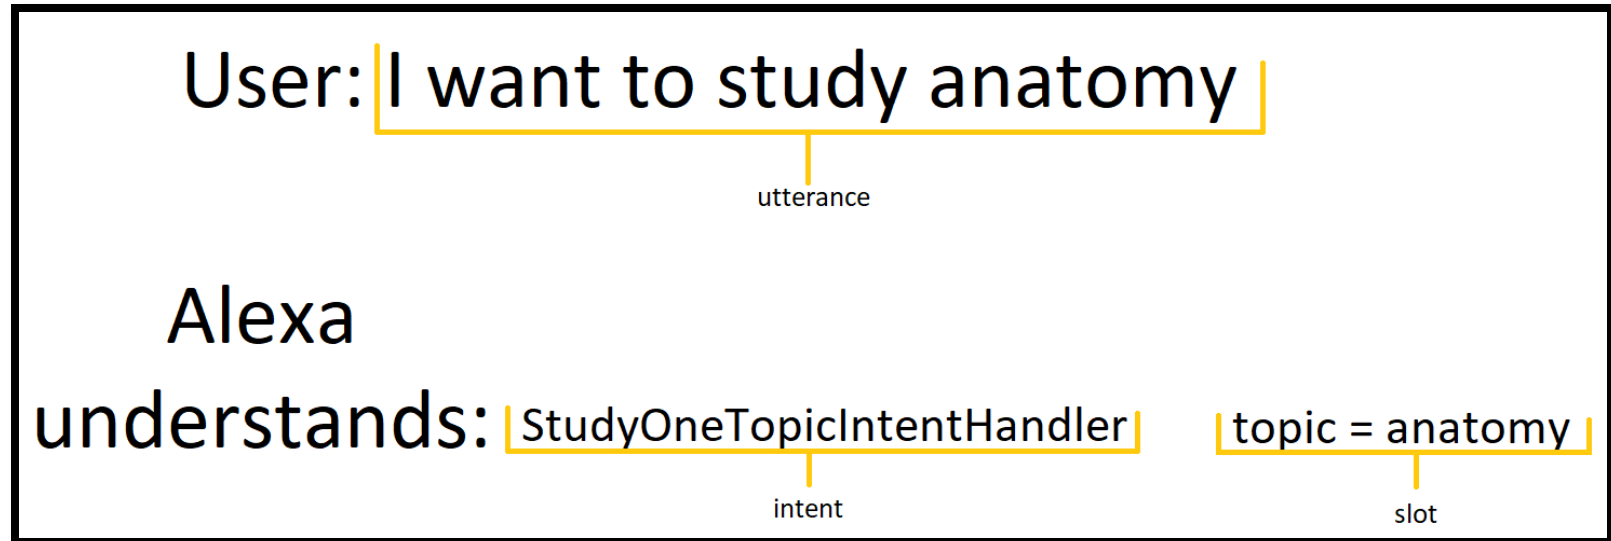 User: I want to study anatomy
utterance
Alexa
understands: StudyOneTopicIntentHandler topic = anatomy
intent slot